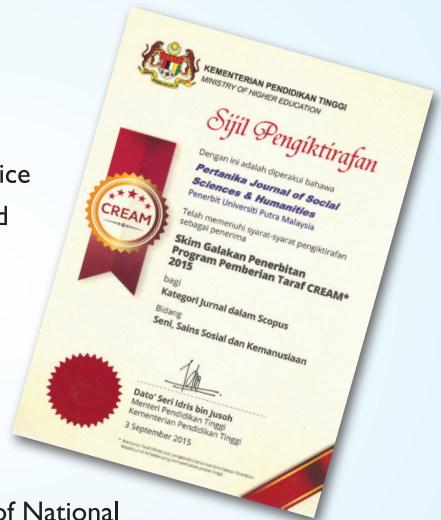 KEMENTERIAN PENDIDIKAN TINGGI
MINISTRY OF HIGHER EDUCATION
Sijil Pengiktirafan
Dengan ini adalah diperakui bahawa
Pertanika Journal of Social
Sciences & Humanities
Penerbit Universiti Putra Malaysia
Telah memenuhi syarat-syarat pengiktirafan
sebagai penerima
Skim Galakan Penerbitan
Program Pemberian Taraf CREAM*
2015
bagi
Kategori Jurnal dalam Scopus
Bidang
Seni, Sains Sosial dan Kemanusiaan
CREAM
Dato' Seri Idris bin Jusoh
Menteri Pendidikan Tinggi
Kementerian Pendidikan Tinggi
3 September 2015
ice
d
of National